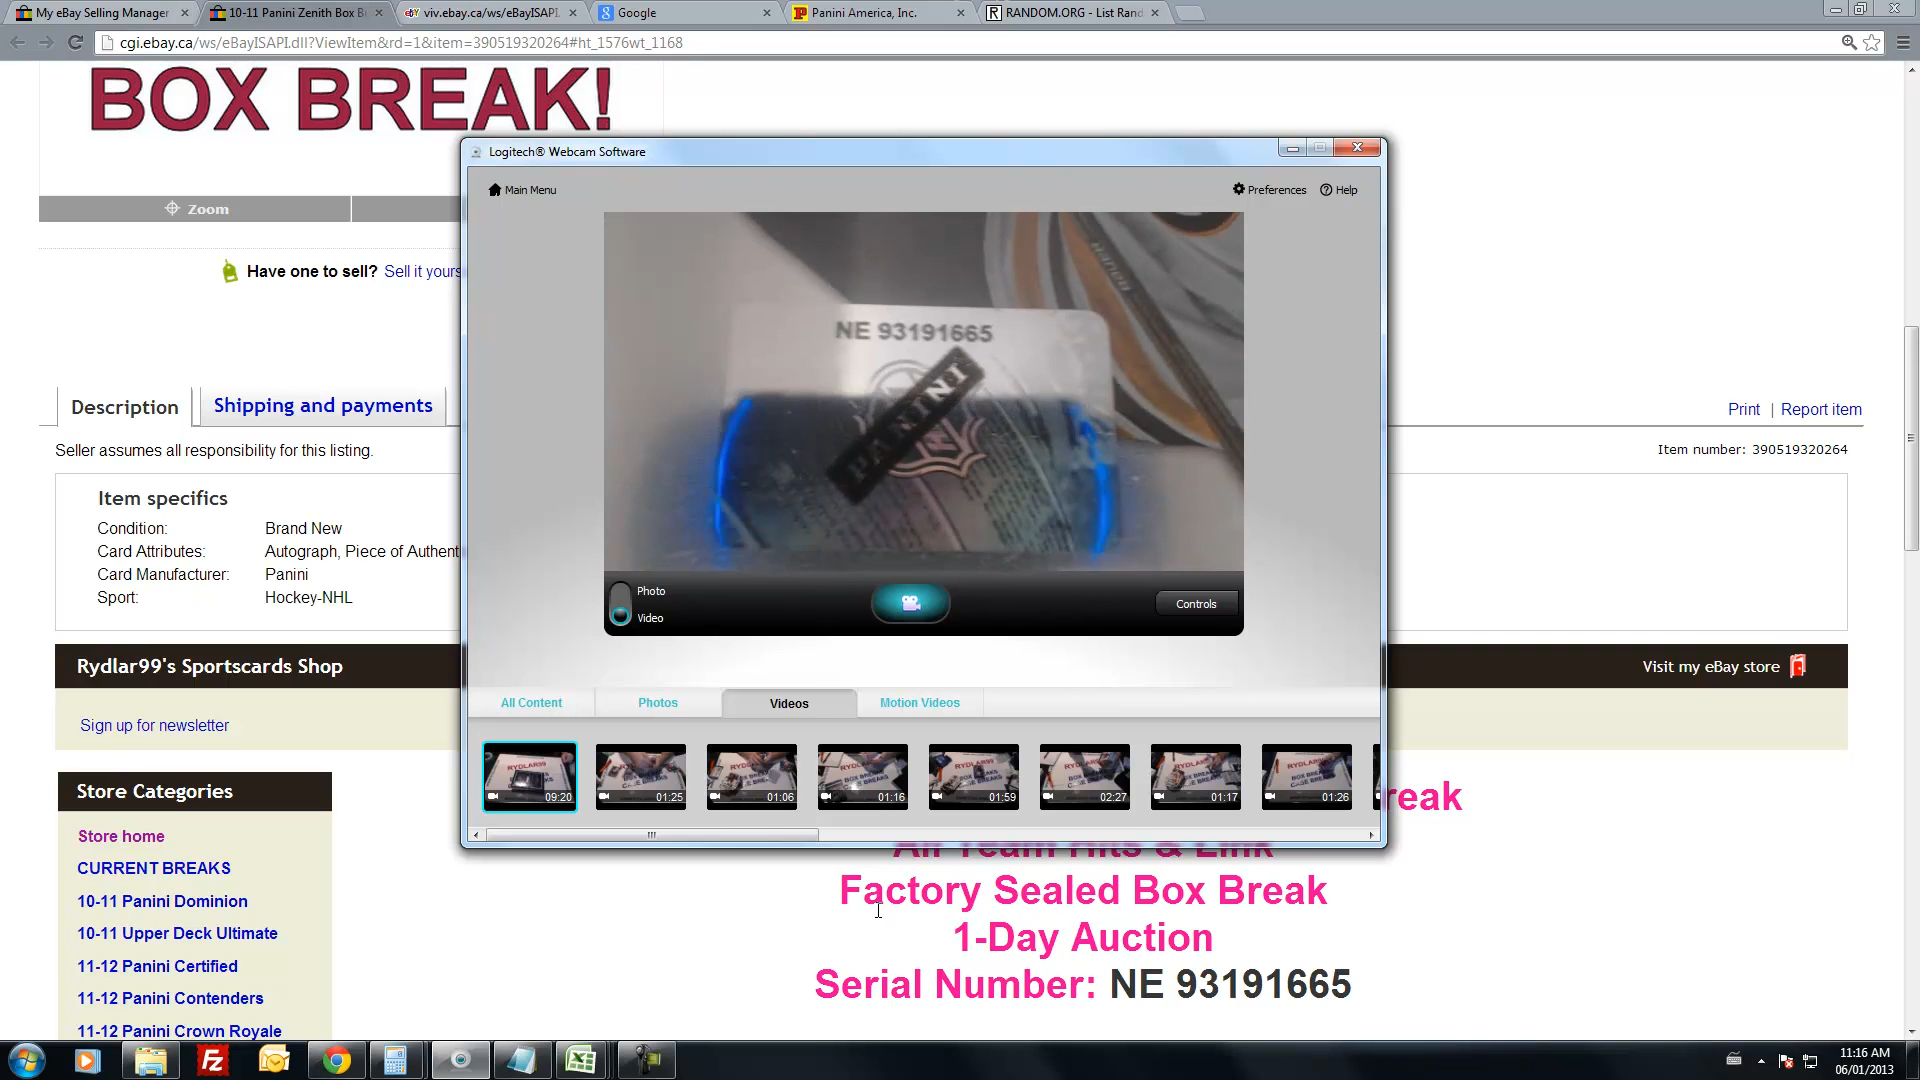 My eBay Selling Manager
10-11 Panini Zenith Box B
viv.ebay.ca/ws/eBayISAPI.
Google
Panini America, Inc.
RANDOM.ORG - List Ran
cgi.ebay.ca/ws/eBayISAPI.dll?ViewItem&rd=1&item=390519320264#ht_1576wt_1168
BOX BREAK!
Zoom
Have one to sell? Sell it yours
Logitech® Webcam Software
Main Menu
Preferences
Help
NE 93191665
PANINI
Photo
Video
Controls
All Content
Photos
Videos
Motion Videos
09:20
01:25
01:06
01:16
01:59
02:27
01:17
01:26
Description
Shipping and payments
Print | Report item
Seller assumes all responsibility for this listing.
Item number: 390519320264
Item specifics
Condition: Brand New
Card Attributes: Autograph, Piece of Authent
Card Manufacturer: Panini
Sport: Hockey-NHL
Rydlar99's Sportscards Shop
Visit my eBay store
Sign up for newsletter
Store Categories
Store home
CURRENT BREAKS
10-11 Panini Dominion
10-11 Upper Deck Ultimate
11-12 Panini Certified
11-12 Panini Contenders
11-12 Panini Crown Royale
reak
All Team Hits & Link
Factory Sealed Box Break
1-Day Auction
Serial Number: NE 93191665
11:16 AM
06/01/2013